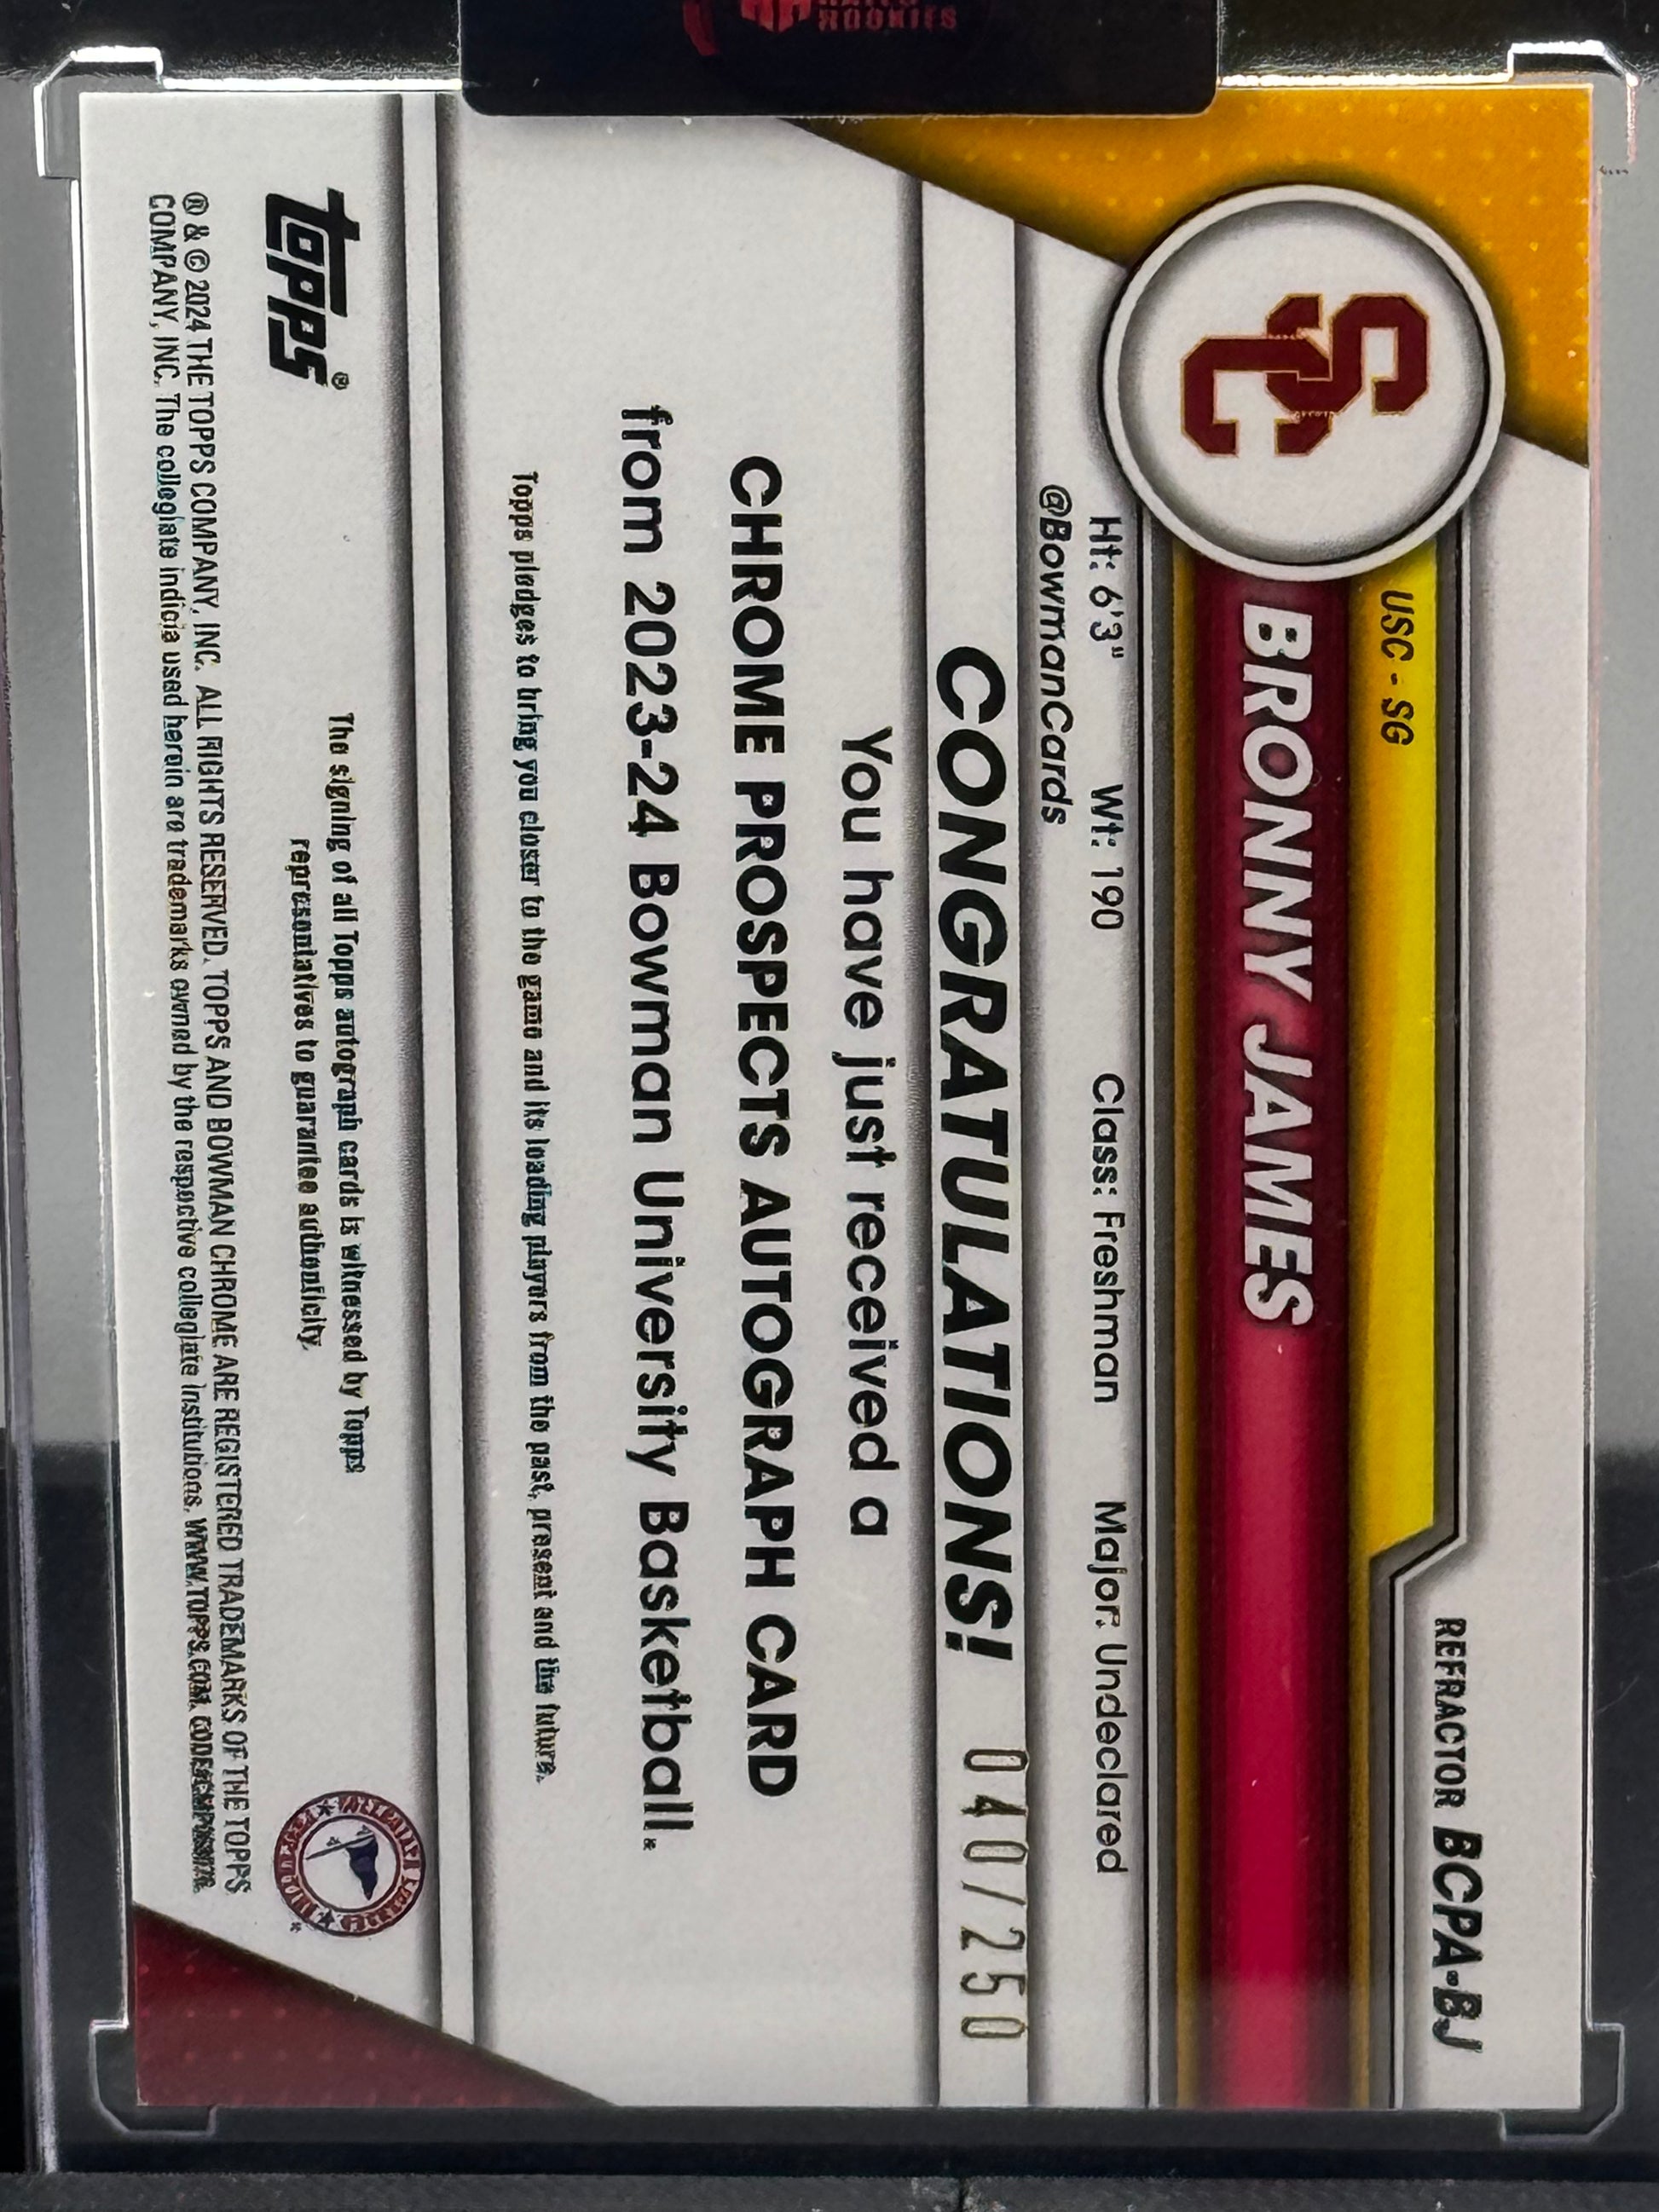 ROOKIES
REFRACTOR BCPA-BJ
USC - SG
BRONNY JAMES
SC
Ht: 6'3" Wt: 190 Class: Freshman Major: Undeclared
@BowmanCards
CONGRATULATIONS! 040/250
You have just received a
CHROME PROSPECTS AUTOGRAPH CARD
from 2023-24 Bowman University Basketball.
Topps pledges to bring you closer to the game and its leading players from the past, present and the future.
The signing of all Topps autograph cards is witnessed by Topps
representatives to guarantee authenticity.
topps®
® & © 2024 THE TOPPS COMPANY, INC. ALL RIGHTS RESERVED. TOPPS AND BOWMAN CHROME ARE REGISTERED TRADEMARKS OF THE TOPPS
COMPANY, INC. The collegiate indicia used herein are trademarks owned by the respective collegiate institutions. WWW.TOPPS.COM.